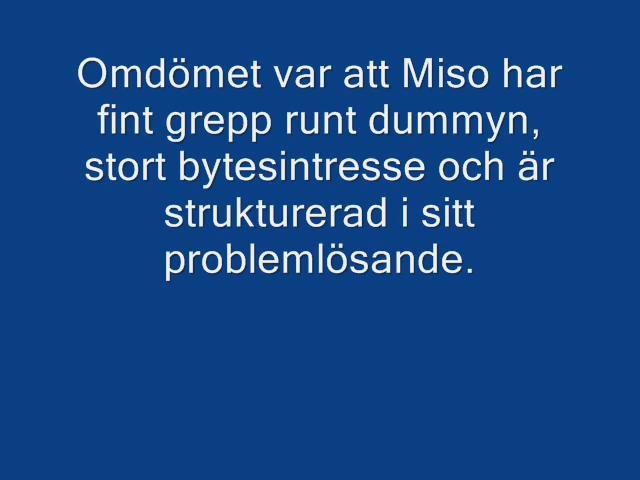 Omdömet var att Miso har
fint grepp runt dummyn,
stort bytesintresse och är
strukturerad i sitt
problemlösande.